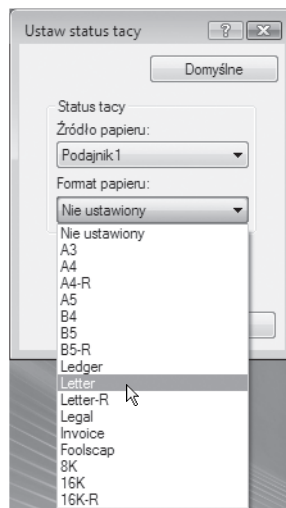 Ustaw status tacy
Domyślne
Status tacy
Źródło papieru:
Podajnik1
Format papieru:
Nie ustawiony
Nie ustawiony
A3
A4
A4-R
A5
B4
B5
B5-R
Ledger
Letter
Letter-R
Legal
Invoice
Foolscap
8K
16K
16K-R